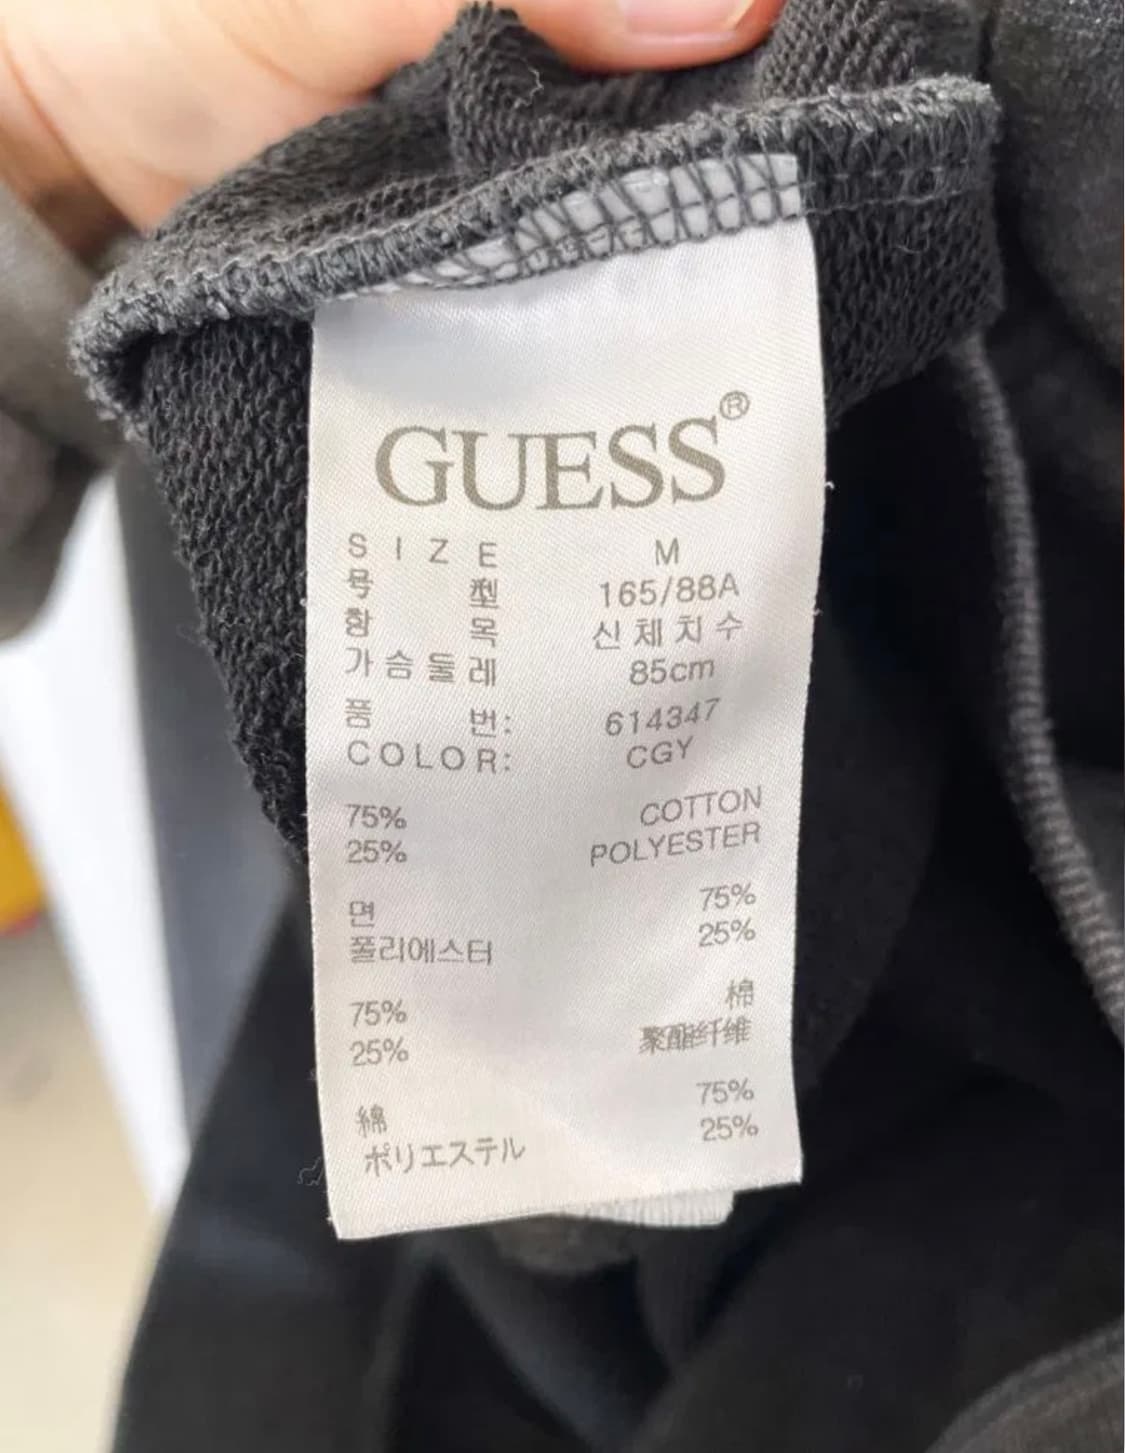 GUESS®
SIZE M
号型 165/88A
항목 신체치수
가슴둘레 85cm
품번: 614347
COLOR: CGY
75% COTTON
25% POLYESTER
면 75%
폴리에스터 25%
75% 棉
25% 聚酯纤维
綿 75%
ポリエステル 25%